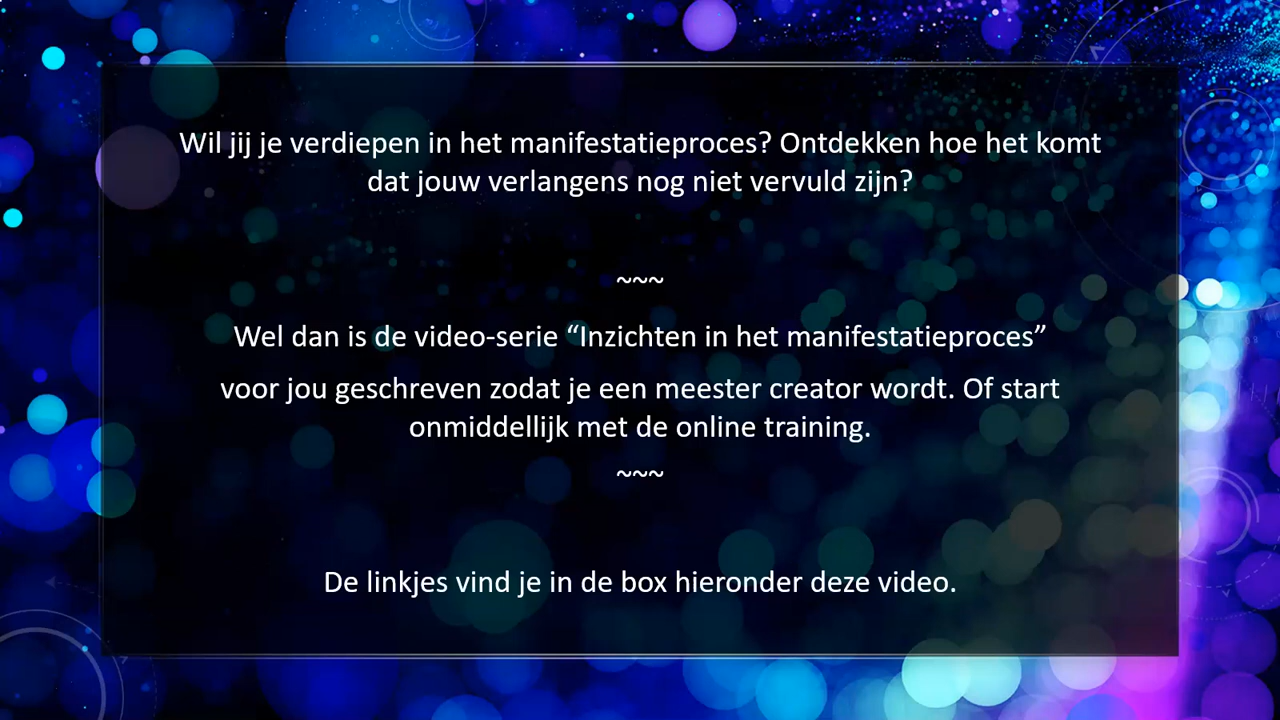 Wil jij je verdiepen in het manifestatieproces? Ontdekken hoe het komt
dat jouw verlangens nog niet vervuld zijn?
~~~
Wel dan is de video-serie “Inzichten in het manifestatieproces”
voor jou geschreven zodat je een meester creator wordt. Of start
onmiddellijk met de online training.
~~~
De linkjes vind je in de box hieronder deze video.